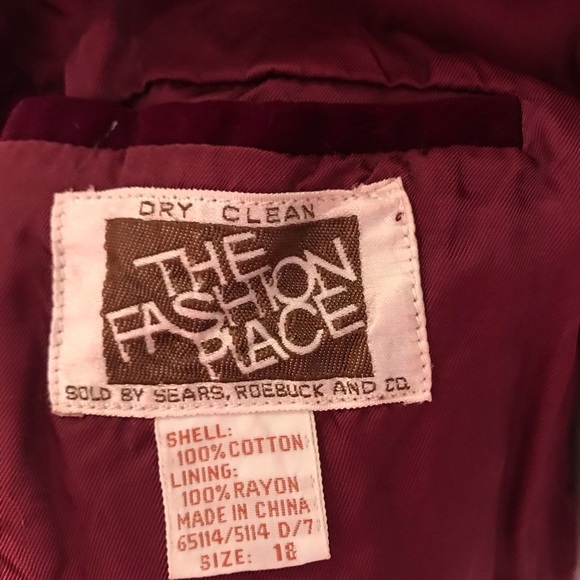 DRY CLEAN
THE
FASHION
PLACE
SOLD BY SEARS, ROEBUCK AND CO.
SHELL:
100% COTTON
LINING:
100% RAYON
MADE IN CHINA
65114/5114 D/7
SIZE: 18